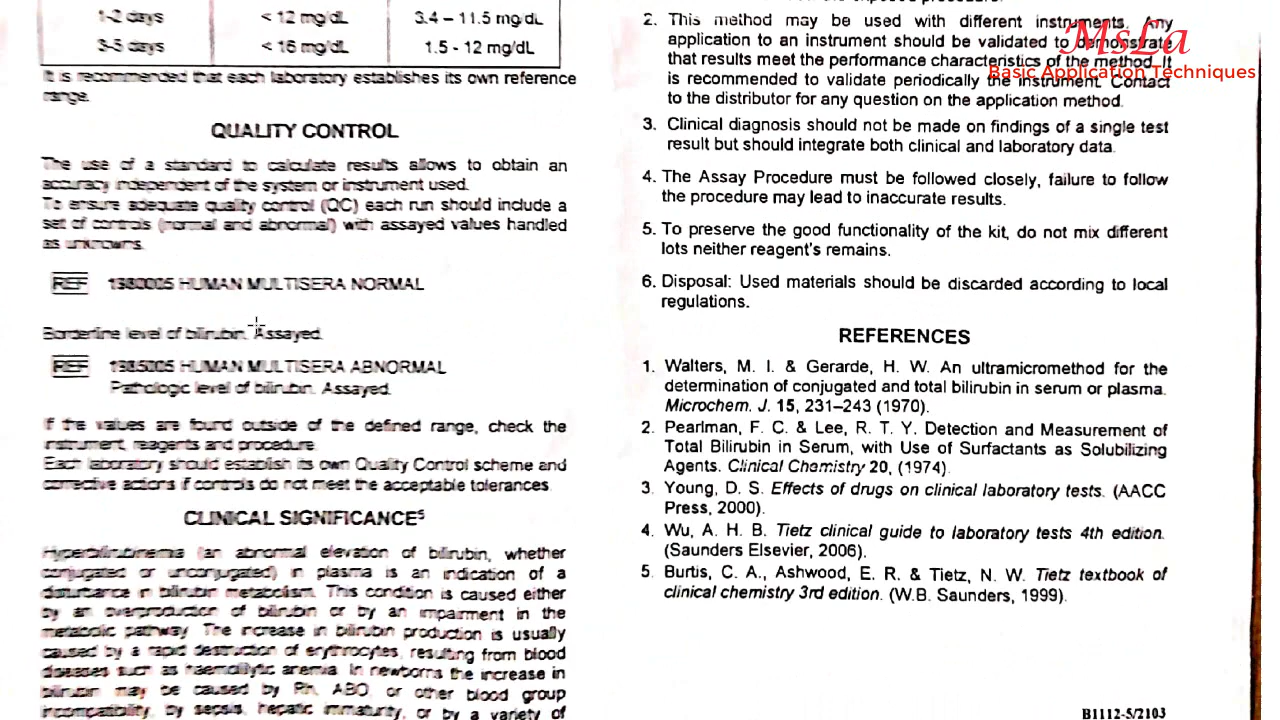 1-2 days < 12 mg/dL 3.4 – 11.5 mg/dL
3-5 days < 16 mg/dL 1.5 - 12 mg/dL
It is recommended that each laboratory establishes its own reference
range.
QUALITY CONTROL
The use of a standard to calculate results allows to obtain an
accuracy independent of the system or instrument used.
To ensure adequate quality control (QC) each run should include a
set of controls (normal and abnormal) with assayed values handled
as unknowns.
REF 1980005 HUMAN MULTISERA NORMAL
Borderline level of bilirubin. Assayed.
REF 1985005 HUMAN MULTISERA ABNORMAL
Pathologic level of bilirubin. Assayed.
If the values are found outside of the defined range, check the
instrument, reagents and procedure.
Each laboratory should establish its own Quality Control scheme and
corrective actions if controls do not meet the acceptable tolerances.
CLINICAL SIGNIFICANCE5
Hyperbilirubinemia (an abnormal elevation of bilirubin, whether
conjugated or unconjugated) in plasma is an indication of a
disturbance in bilirubin metabolism. This condition is caused either
by an overproduction of bilirubin or by an impairment in the
metabolic pathway. The increase in bilirubin production is usually
caused by a rapid destruction of erythrocytes, resulting from blood
diseases such as haemolytic anemia. In newborns the increase in
bilirubin may be caused by Rh, ABO, or other blood group
incompatibility, by sepsis, hepatic immaturity, or by a variety of
2. This method may be used with different instruments. Any
application to an instrument should be validated to demonstrate
that results meet the performance characteristics of the method. It
is recommended to validate periodically the instrument. Contact
to the distributor for any question on the application method.
3. Clinical diagnosis should not be made on findings of a single test
result but should integrate both clinical and laboratory data.
4. The Assay Procedure must be followed closely, failure to follow
the procedure may lead to inaccurate results.
5. To preserve the good functionality of the kit, do not mix different
lots neither reagent's remains.
6. Disposal: Used materials should be discarded according to local
regulations.
REFERENCES
1. Walters, M. I. & Gerarde, H. W. An ultramicromethod for the
determination of conjugated and total bilirubin in serum or plasma.
Microchem. J. 15, 231–243 (1970).
2. Pearlman, F. C. & Lee, R. T. Y. Detection and Measurement of
Total Bilirubin in Serum, with Use of Surfactants as Solubilizing
Agents. Clinical Chemistry 20, (1974).
3. Young, D. S. Effects of drugs on clinical laboratory tests. (AACC
Press, 2000).
4. Wu, A. H. B. Tietz clinical guide to laboratory tests 4th edition.
(Saunders Elsevier, 2006).
5. Burtis, C. A., Ashwood, E. R. & Tietz, N. W. Tietz textbook of
clinical chemistry 3rd edition. (W.B. Saunders, 1999).
B1112-5/2103
MsLa
Basic Application Techniques